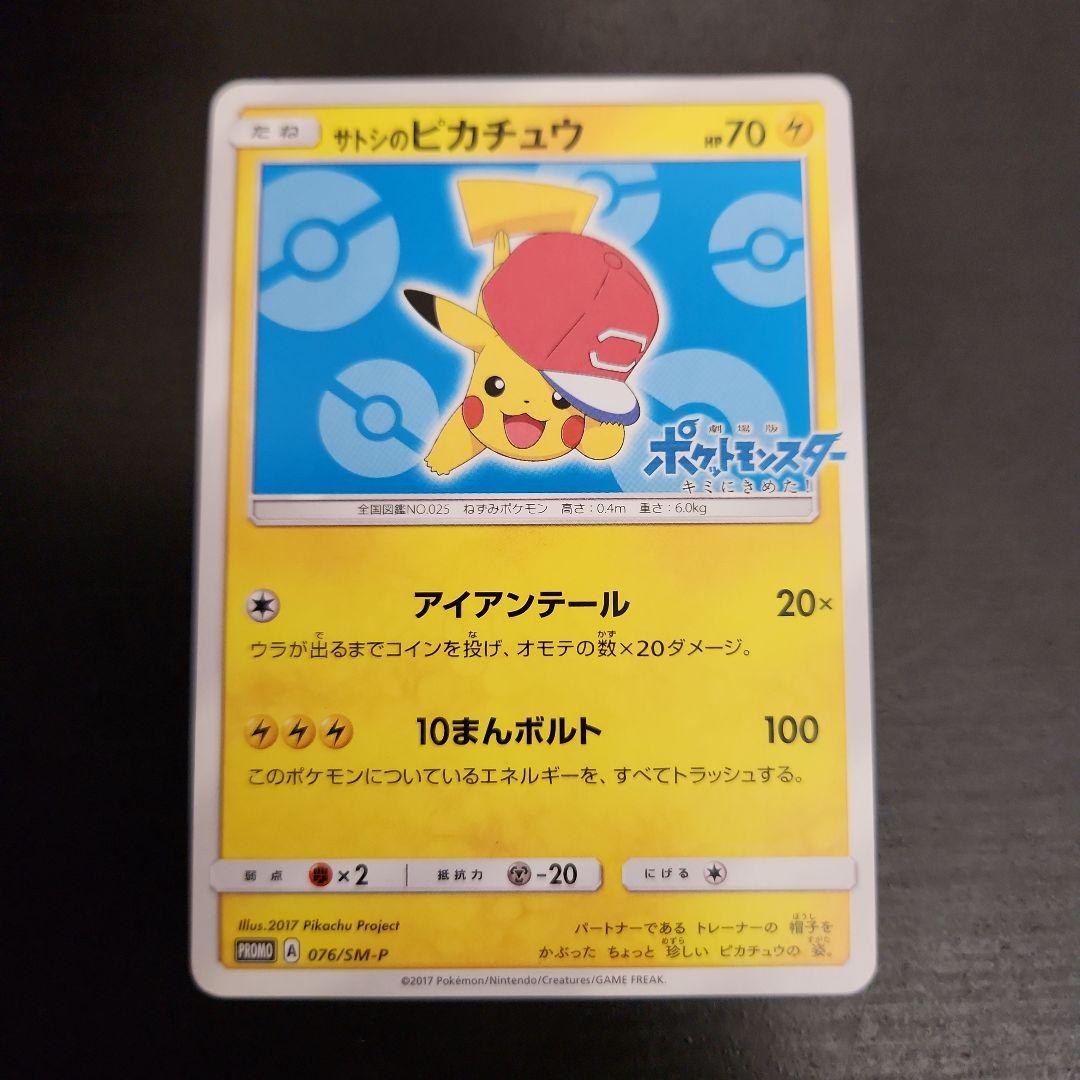 たね サトシのピカチュウ HP70
劇場版
ポケットモンスター
キミにきめた!
全国図鑑NO.025 ねずみポケモン 高さ:0.4m 重さ:6.0kg
アイアンテール 20×
ウラが出るまでコインを投げ、オモテの数×20ダメージ。
10まんボルト 100
このポケモンについているエネルギーを、すべてトラッシュする。
弱点 ×2 抵抗力 -20 にげる
Illus.2017 Pikachu Project
パートナーである トレーナーの 帽子を
かぶった ちょっと 珍しい ピカチュウの 姿。
PROMO A 076/SM-P
©2017 Pokémon/Nintendo/Creatures/GAME FREAK.